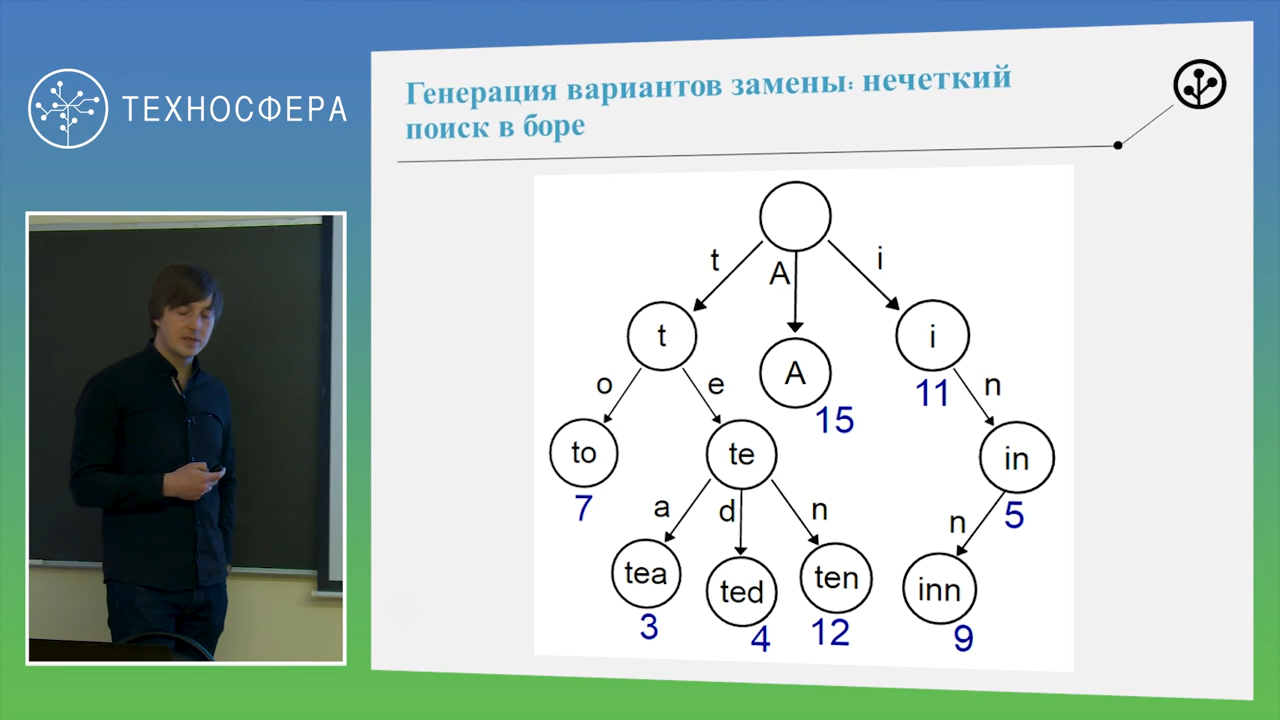 ТЕХНОСФЕРА
Генерация вариантов замены: нечеткий
поиск в боре
t
A
i
t
A
i
15
11
o
e
n
to
te
in
7
5
a
d
n
n
tea
ted
ten
inn
3
4
12
9